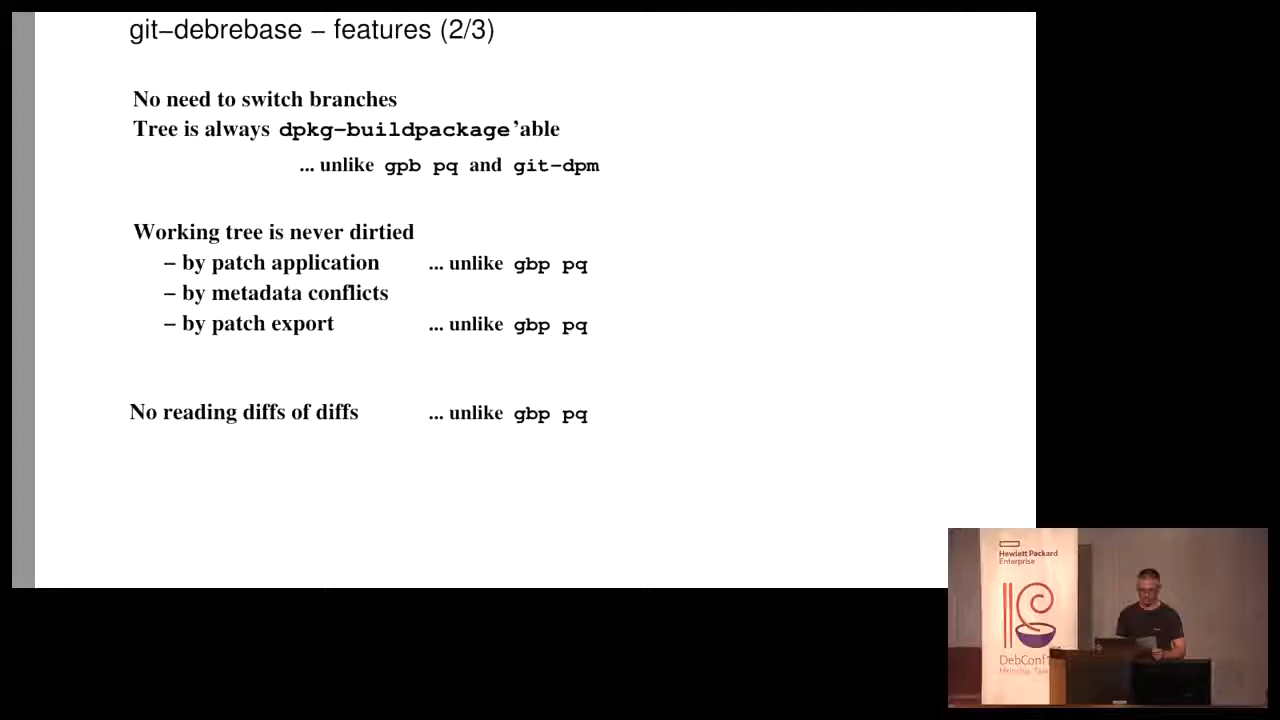 git–debrebase – features (2/3)
No need to switch branches
Tree is always dpkg–buildpackage’able
... unlike gpb pq and git–dpm
Working tree is never dirtied
– by patch application ... unlike gbp pq
– by metadata conflicts
– by patch export ... unlike gbp pq
No reading diffs of diffs ... unlike gbp pq
Hewlett Packard
Enterprise